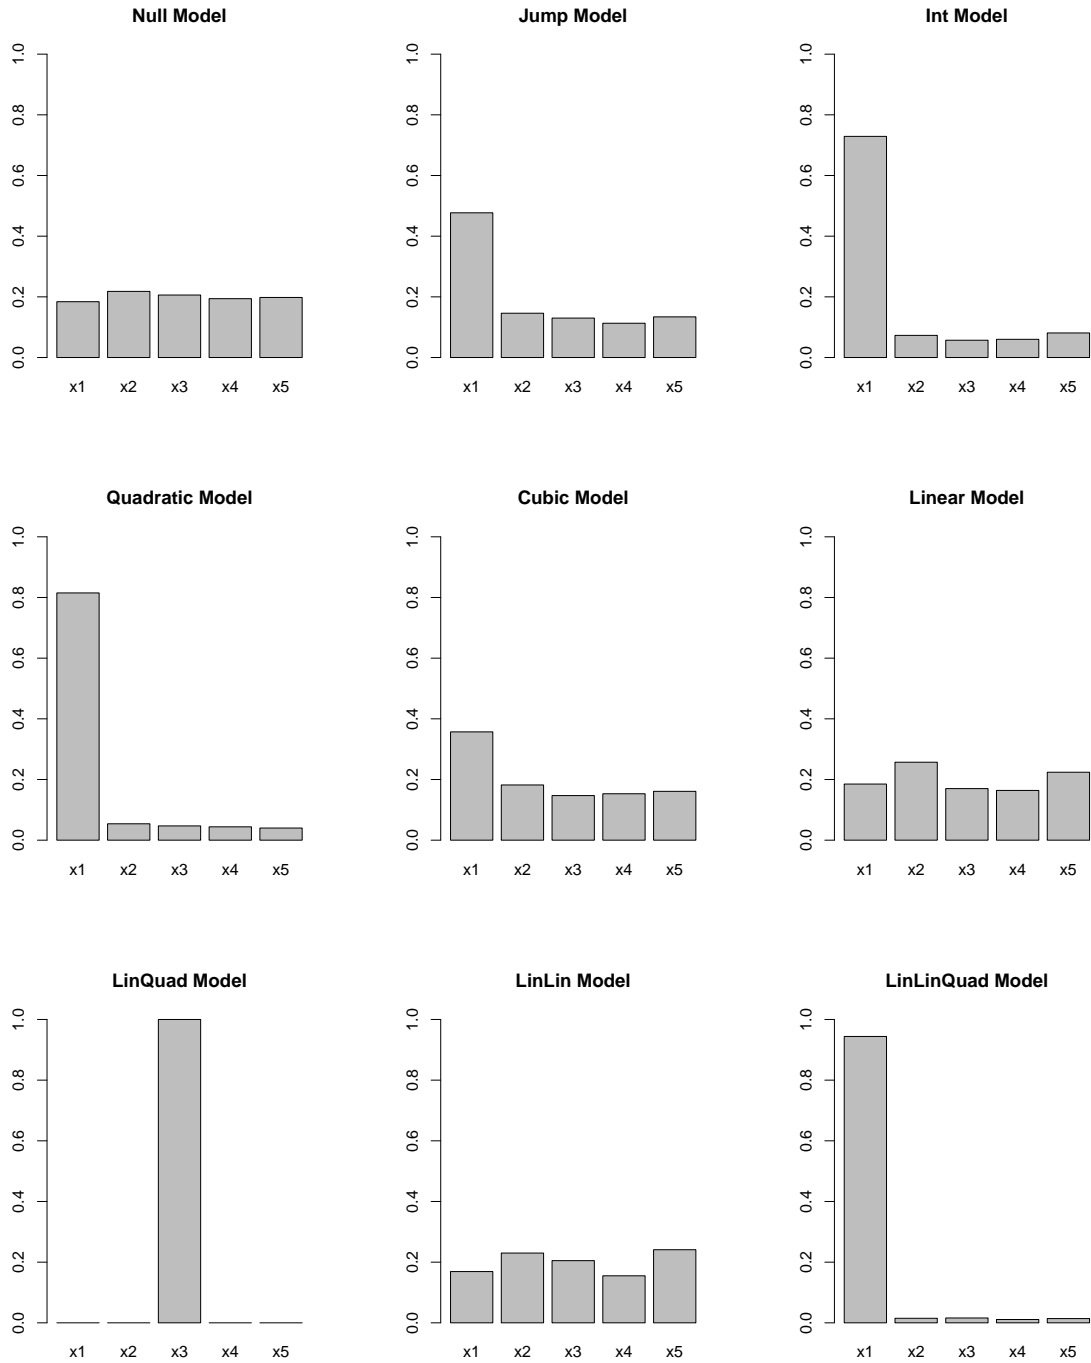 Null Model
Jump Model
Int Model
0.0 0.2 0.4 0.6 0.8 1.0
0.0 0.2 0.4 0.6 0.8 1.0
0.0 0.2 0.4 0.6 0.8 1.0
x1 x2 x3 x4 x5
x1 x2 x3 x4 x5
x1 x2 x3 x4 x5
Quadratic Model
Cubic Model
Linear Model
0.0 0.2 0.4 0.6 0.8 1.0
0.0 0.2 0.4 0.6 0.8 1.0
0.0 0.2 0.4 0.6 0.8 1.0
x1 x2 x3 x4 x5
x1 x2 x3 x4 x5
x1 x2 x3 x4 x5
LinQuad Model
LinLin Model
LinLinQuad Model
0.0 0.2 0.4 0.6 0.8 1.0
0.0 0.2 0.4 0.6 0.8 1.0
0.0 0.2 0.4 0.6 0.8 1.0
x1 x2 x3 x4 x5
x1 x2 x3 x4 x5
x1 x2 x3 x4 x5